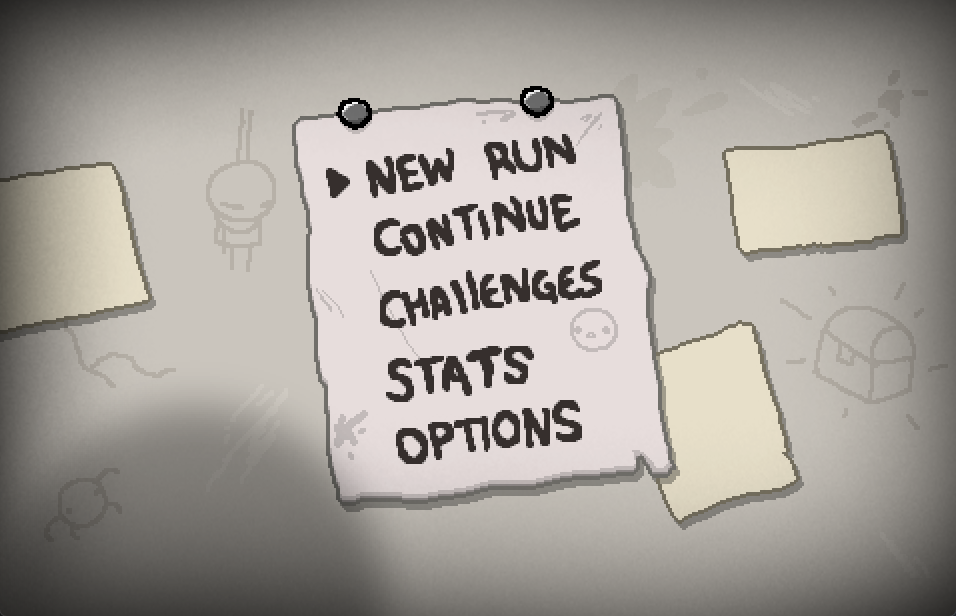 NEW RUN
CONTINUE
CHAllENGES
STATS
OPTIONS